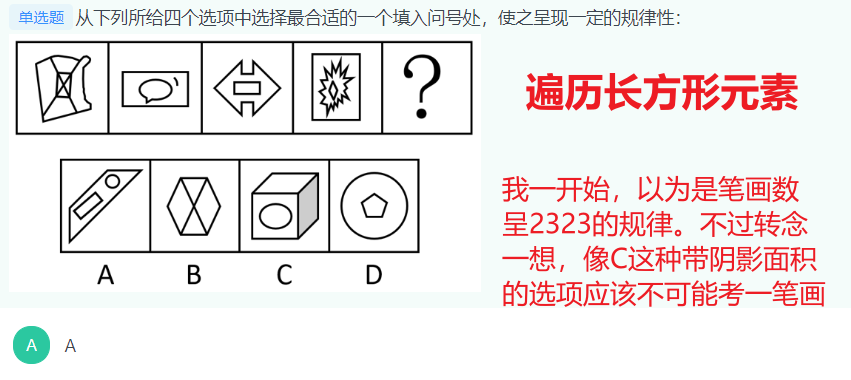 单选题 从下列所给四个选项中选择最合适的一个填入问号处，使之呈现一定的规律性：
?
A B C D
遍历长方形元素
我一开始，以为是笔画数
呈2323的规律。不过转念
一想，像C这种带阴影面积
的选项应该不可能考一笔画
A A